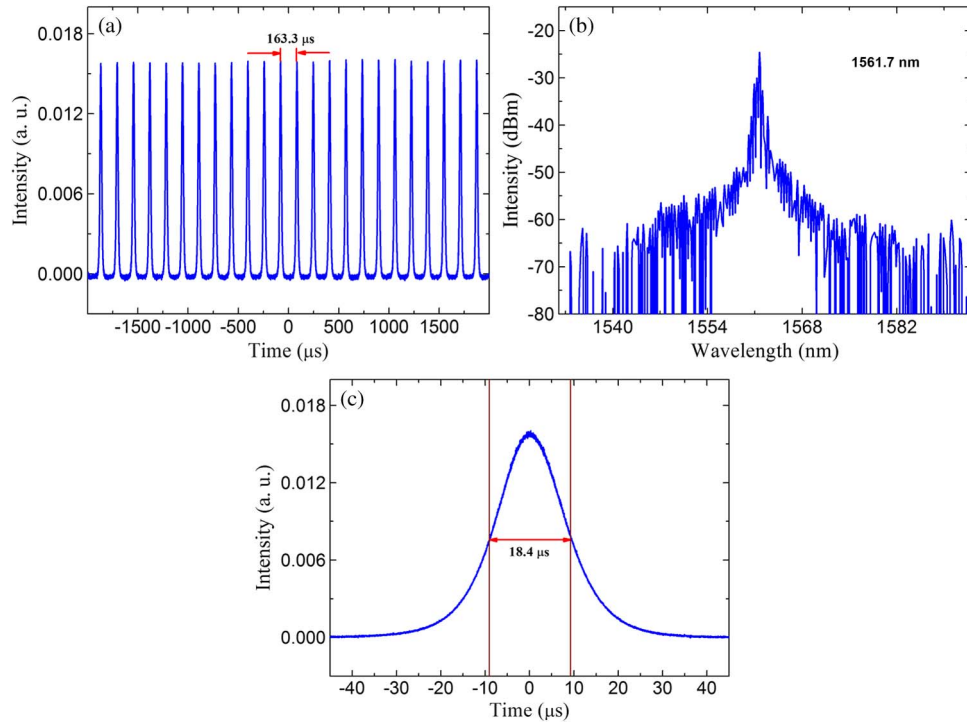 (a)
163.3 μs
0.018
0.012
0.006
0.000
Intensity (a. u.)
-1500 -1000 -500 0 500 1000 1500
Time (μs)
(b)
1561.7 nm
-20
-30
-40
-50
-60
-70
-80
Intensity (dBm)
1540 1554 1568 1582
Wavelength (nm)
(c)
0.018
0.012
0.006
0.000
Intensity (a. u.)
18.4 μs
-40 -30 -20 -10 0 10 20 30 40
Time (μs)